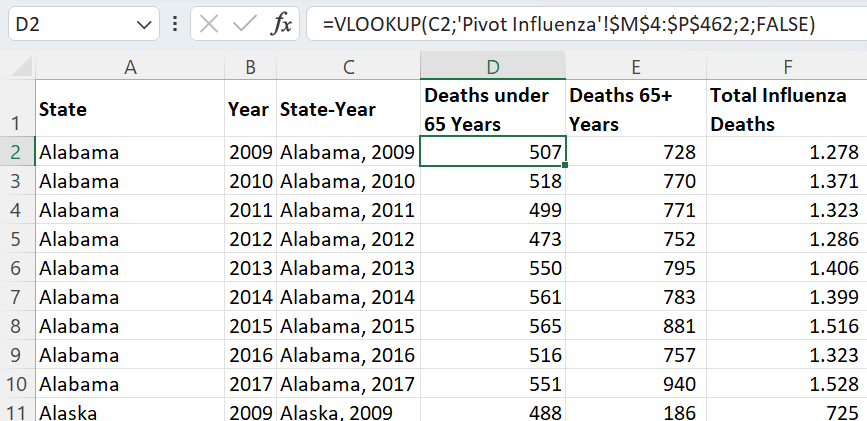 D2 fx =VLOOKUP(C2;'Pivot Influenza'!$M$4:$P$462;2;FALSE)
A B C D E F
1 State Year State-Year Deaths under 65 Years Deaths 65+ Years Total Influenza Deaths
2 Alabama 2009 Alabama, 2009 507 728 1.278
3 Alabama 2010 Alabama, 2010 518 770 1.371
4 Alabama 2011 Alabama, 2011 499 771 1.323
5 Alabama 2012 Alabama, 2012 473 752 1.286
6 Alabama 2013 Alabama, 2013 550 795 1.406
7 Alabama 2014 Alabama, 2014 561 783 1.399
8 Alabama 2015 Alabama, 2015 565 881 1.516
9 Alabama 2016 Alabama, 2016 516 757 1.323
10 Alabama 2017 Alabama, 2017 551 940 1.528
11 Alaska 2009 Alaska, 2009 488 186 725